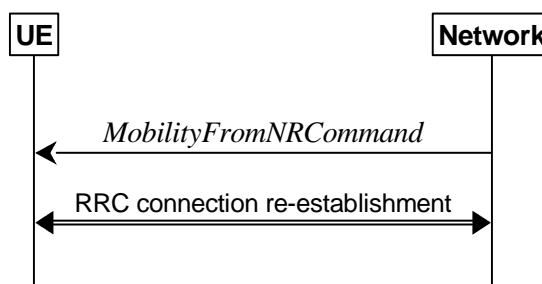 UE
Network
MobilityFromNRCommand
RRC connection re-establishment